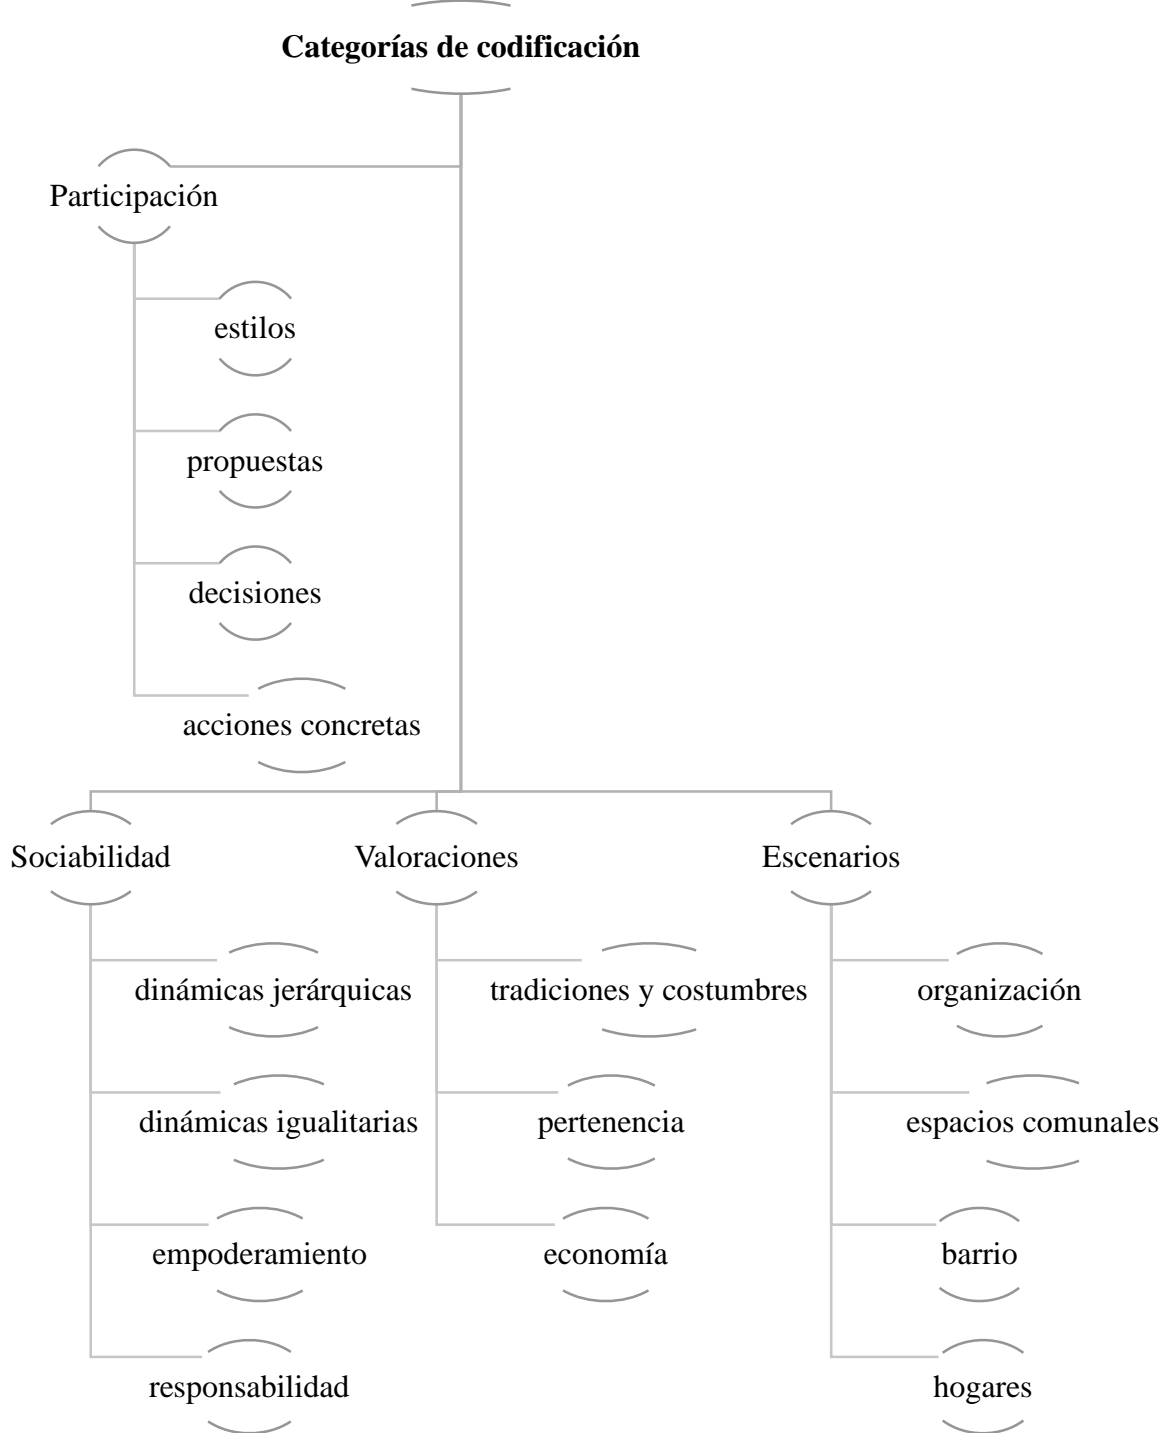 Categorías de codificación
Participación
estilos
propuestas
decisiones
acciones concretas
Sociabilidad
dinámicas jerárquicas
dinámicas igualitarias
empoderamiento
responsabilidad
Valoraciones
tradiciones y costumbres
pertenencia
economía
Escenarios
organización
espacios comunales
barrio
hogares